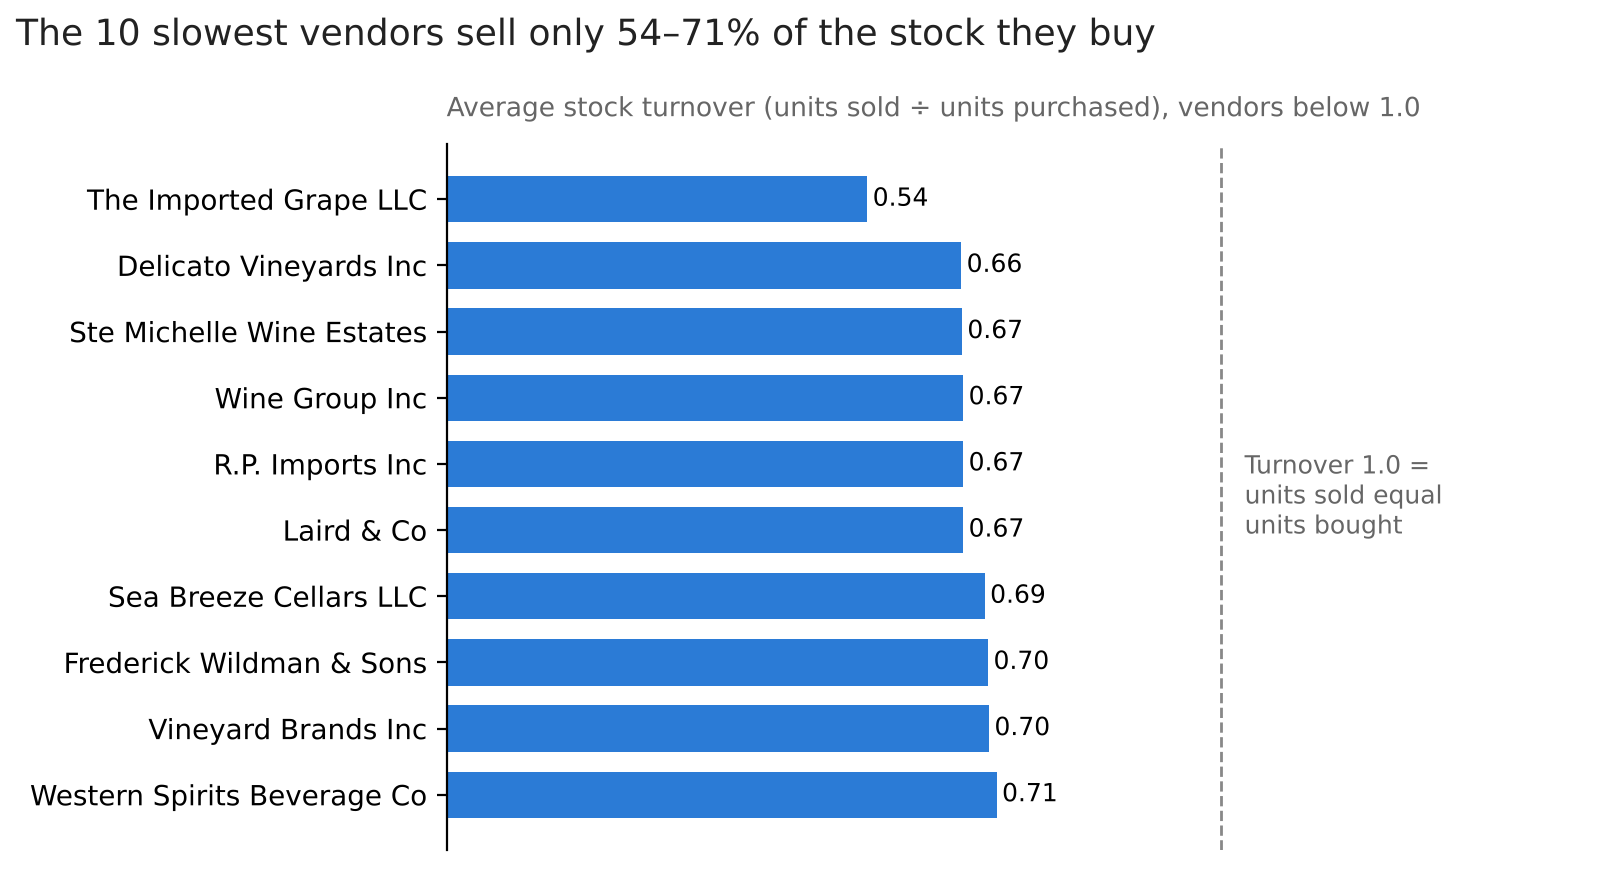 The 10 slowest vendors sell only 54–71% of the stock they buy
Average stock turnover (units sold ÷ units purchased), vendors below 1.0
The Imported Grape LLC 0.54
Delicato Vineyards Inc 0.66
Ste Michelle Wine Estates 0.67
Wine Group Inc 0.67
R.P. Imports Inc 0.67
Laird & Co 0.67
Sea Breeze Cellars LLC 0.69
Frederick Wildman & Sons 0.70
Vineyard Brands Inc 0.70
Western Spirits Beverage Co 0.71
Turnover 1.0 =
units sold equal
units bought